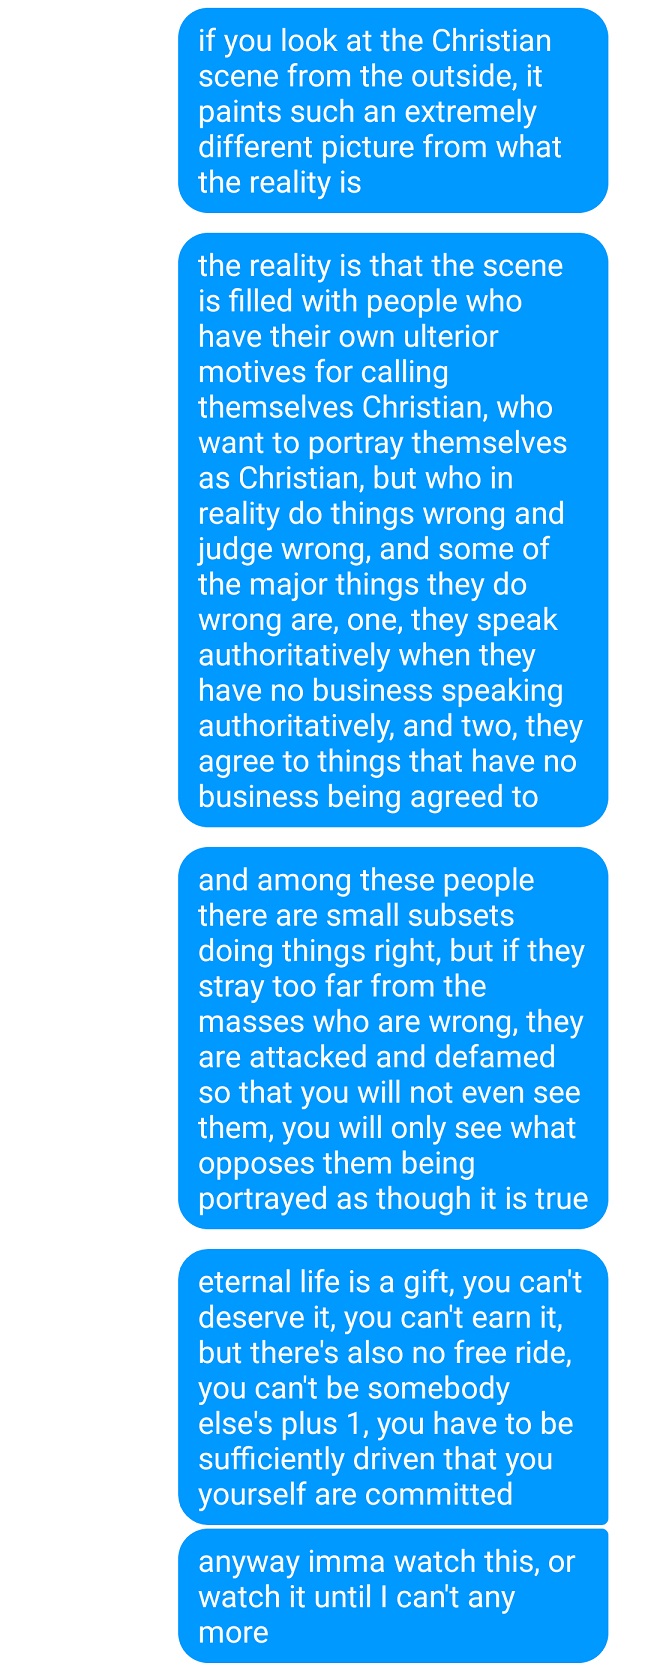 if you look at the Christian
scene from the outside, it
paints such an extremely
different picture from what
the reality is
the reality is that the scene
is filled with people who
have their own ulterior
motives for calling
themselves Christian, who
want to portray themselves
as Christian, but who in
reality do things wrong and
judge wrong, and some of
the major things they do
wrong are, one, they speak
authoritatively when they
have no business speaking
authoritatively, and two, they
agree to things that have no
business being agreed to
and among these people
there are small subsets
doing things right, but if they
stray too far from the
masses who are wrong, they
are attacked and defamed
so that you will not even see
them, you will only see what
opposes them being
portrayed as though it is true
eternal life is a gift, you can't
deserve it, you can't earn it,
but there's also no free ride,
you can't be somebody
else's plus 1, you have to be
sufficiently driven that you
yourself are committed
anyway imma watch this, or
watch it until I can't any
more